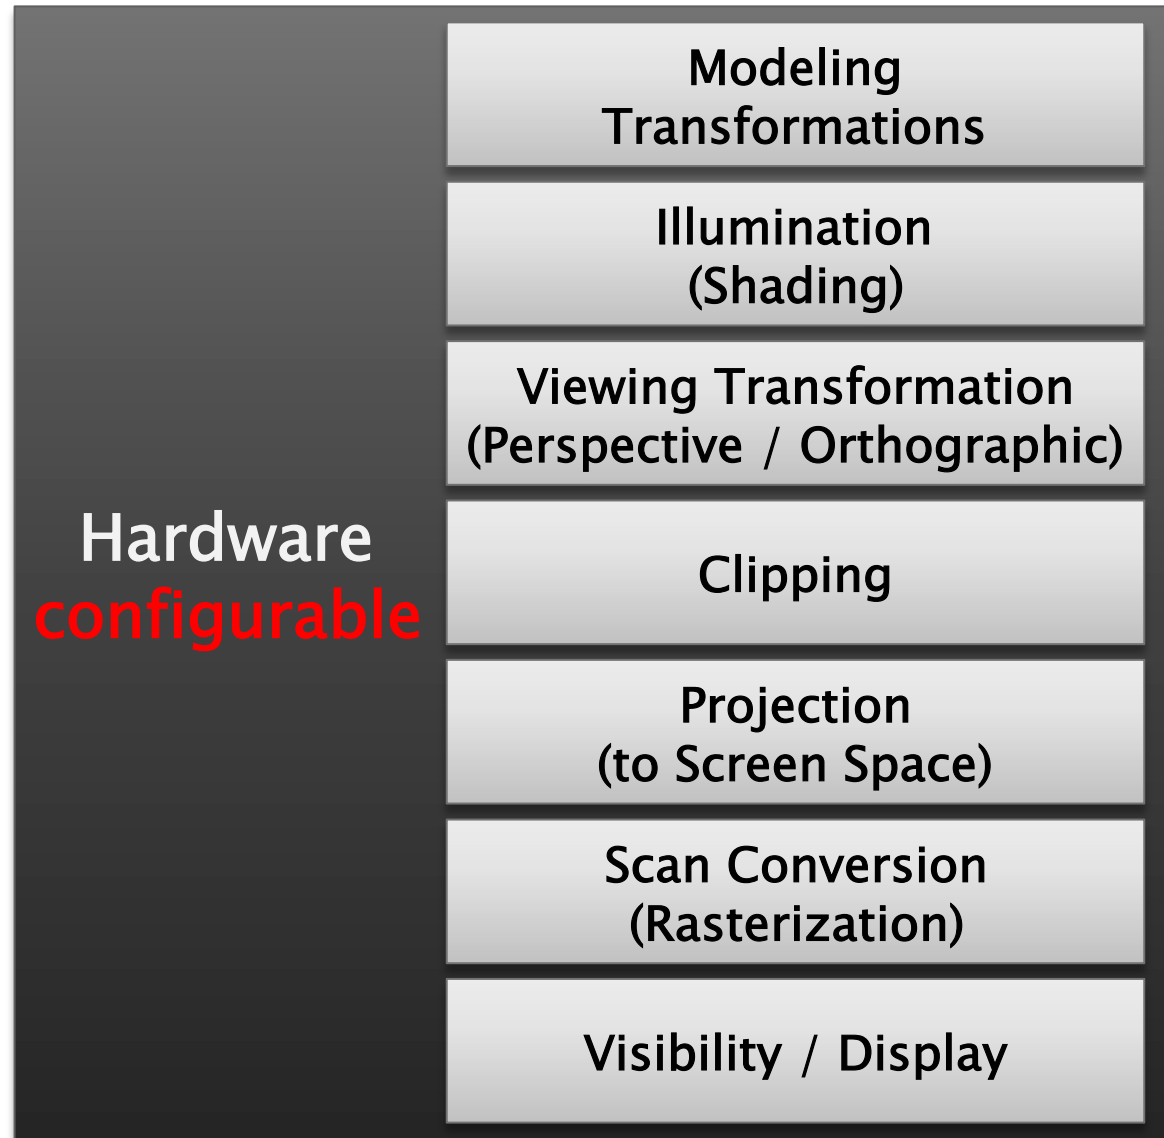 Hardware
configurable
Modeling
Transformations
Illumination
(Shading)
Viewing Transformation
(Perspective / Orthographic)
Clipping
Projection
(to Screen Space)
Scan Conversion
(Rasterization)
Visibility / Display